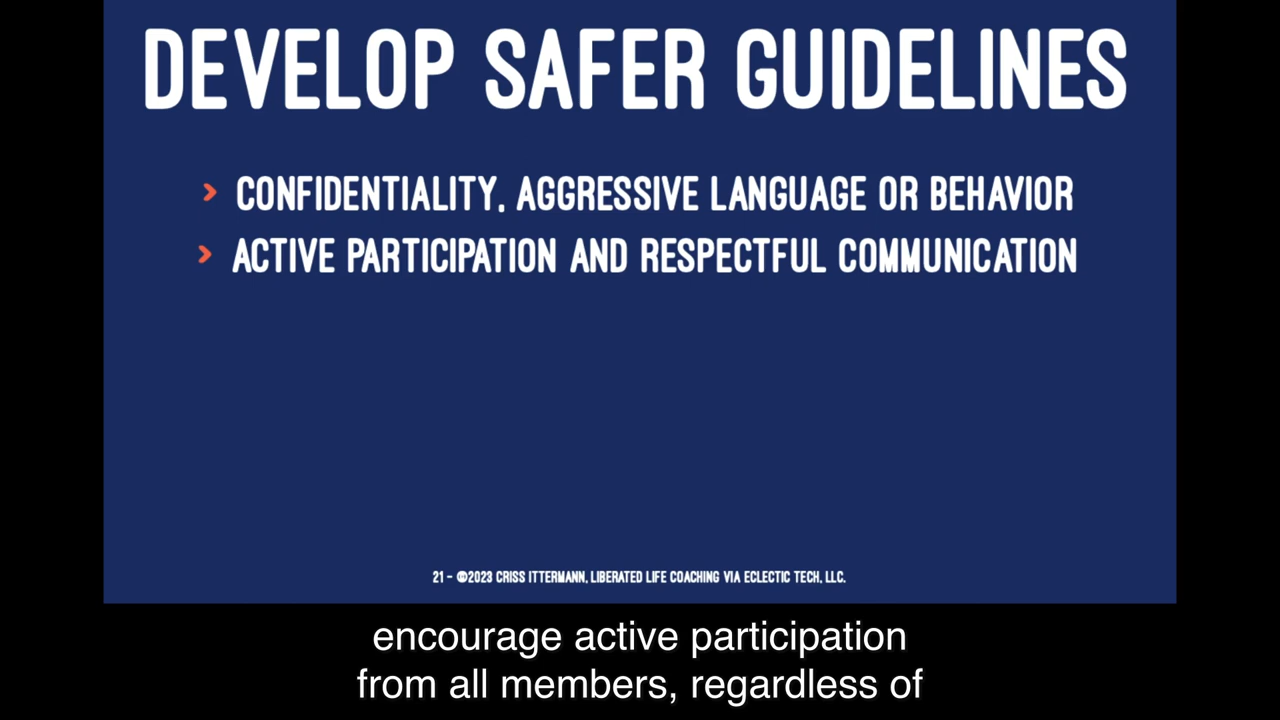 DEVELOP SAFER GUIDELINES
› CONFIDENTIALITY, AGGRESSIVE LANGUAGE OR BEHAVIOR
› ACTIVE PARTICIPATION AND RESPECTFUL COMMUNICATION
21 - ©2023 CRISS ITTERMANN, LIBERATED LIFE COACHING VIA ECLECTIC TECH, LLC.
encourage active participation
from all members, regardless of